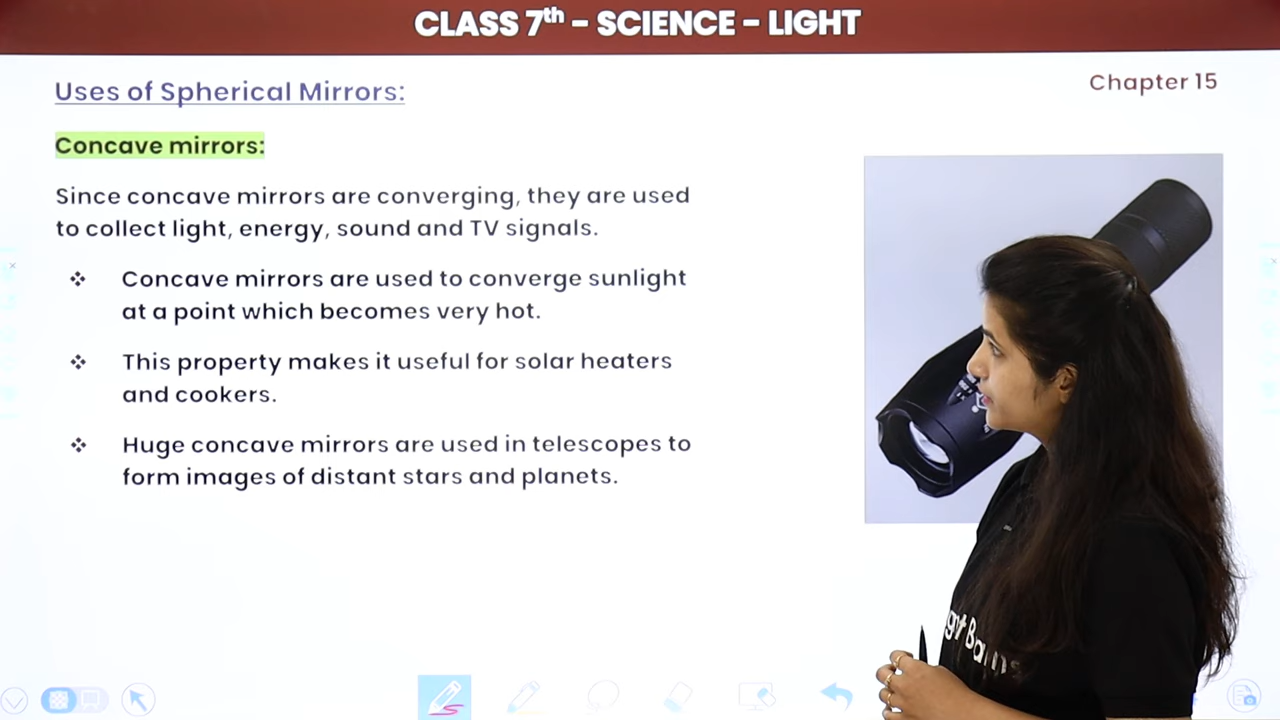 CLASS 7th - SCIENCE - LIGHT
Uses of Spherical Mirrors:
Chapter 15
Concave mirrors:
Since concave mirrors are converging, they are used
to collect light, energy, sound and TV signals.
❖ Concave mirrors are used to converge sunlight
at a point which becomes very hot.
❖ This property makes it useful for solar heaters
and cookers.
❖ Huge concave mirrors are used in telescopes to
form images of distant stars and planets.